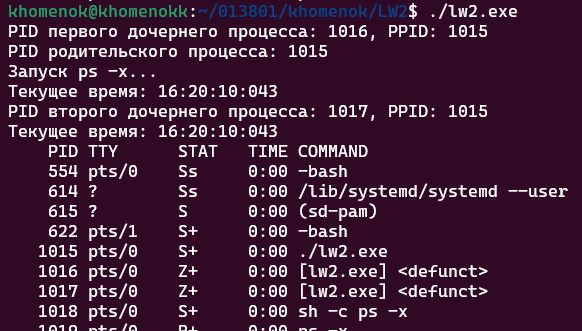 khomenok@khomenokk:~/013801/khomenok/LW2$ ./lw2.exe
PID первого дочернего процесса: 1016, PPID: 1015
PID родительского процесса: 1015
Запуск ps -x...
Текущее время: 16:20:10:043
PID второго дочернего процесса: 1017, PPID: 1015
Текущее время: 16:20:10:043
PID TTY STAT TIME COMMAND
554 pts/0 Ss 0:00 -bash
614 ? Ss 0:00 /lib/systemd/systemd --user
615 ? S 0:00 (sd-pam)
622 pts/1 S+ 0:00 -bash
1015 pts/0 S+ 0:00 ./lw2.exe
1016 pts/0 Z+ 0:00 [lw2.exe] <defunct>
1017 pts/0 Z+ 0:00 [lw2.exe] <defunct>
1018 pts/0 S+ 0:00 sh -c ps -x
1019 pts/0 R+ 0:00 ps -x